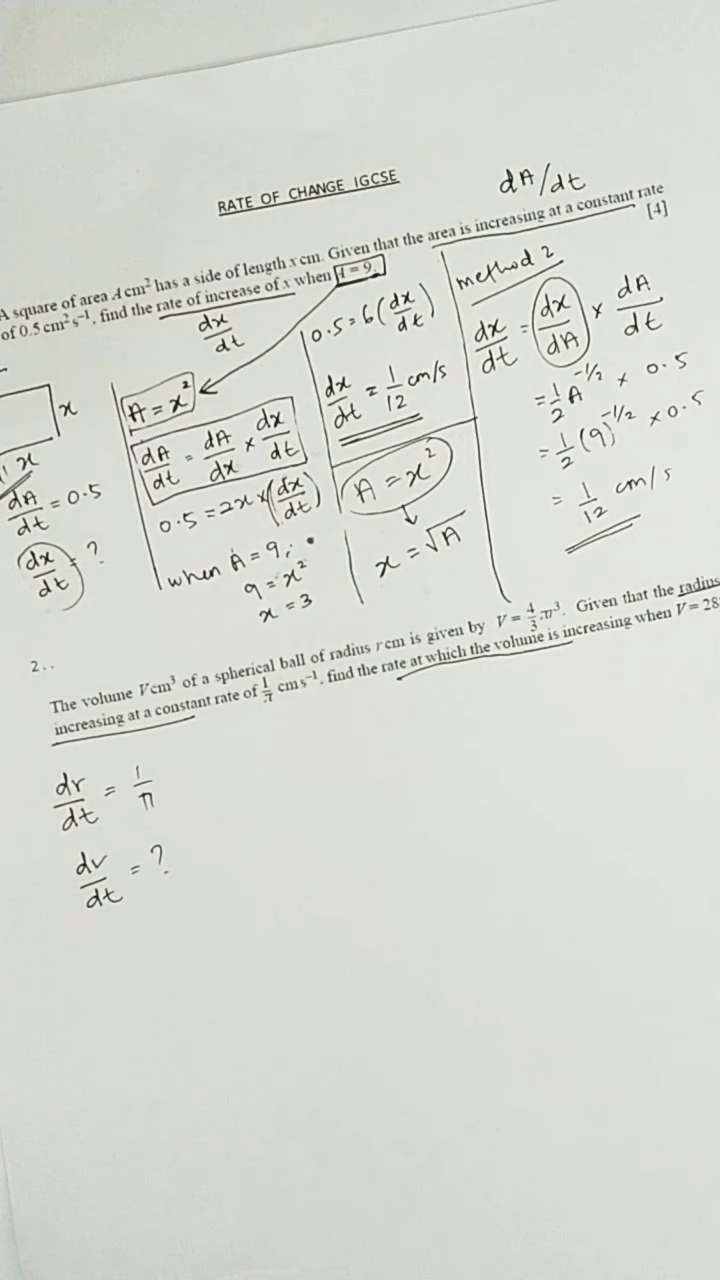 RATE OF CHANGE IGCSE
dA/dt
A square of area A cm² has a side of length x cm. Given that the area is increasing at a constant rate
of 0.5 cm² s⁻¹, find the rate of increase of x when A = 9.
[4]
dx/dt
x
x
dA/dt = 0.5
dx/dt = ?
A = x²
dA/dt = dA/dx × dx/dt
0.5 = 2x × (dx/dt)
when A = 9,
9 = x²
x = 3
0.5 = 6(dx/dt)
dx/dt = 1/12 cm/s
A = x²
x = √A
method 2
dx/dt = dx/dA × dA/dt
= 1/2 A^-1/2 × 0.5
= 1/2 (9)^-1/2 × 0.5
= 1/12 cm/s
2..
The volume V cm³ of a spherical ball of radius r cm is given by V = 4/3 πr³. Given that the radius
increasing at a constant rate of 1/π cm s⁻¹, find the rate at which the volume is increasing when V = 28
dr/dt = 1/π
dv/dt = ?